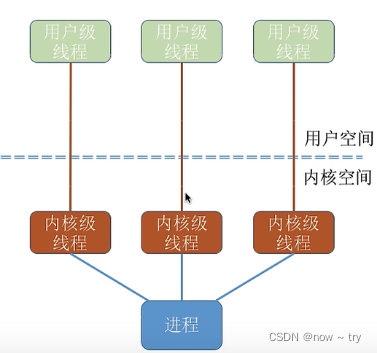 用户级 用户级 用户级
线程 线程 线程
用户空间
内核空间
内核级 内核级 内核级
线程 线程 线程
进程
CSDN @now ~ try